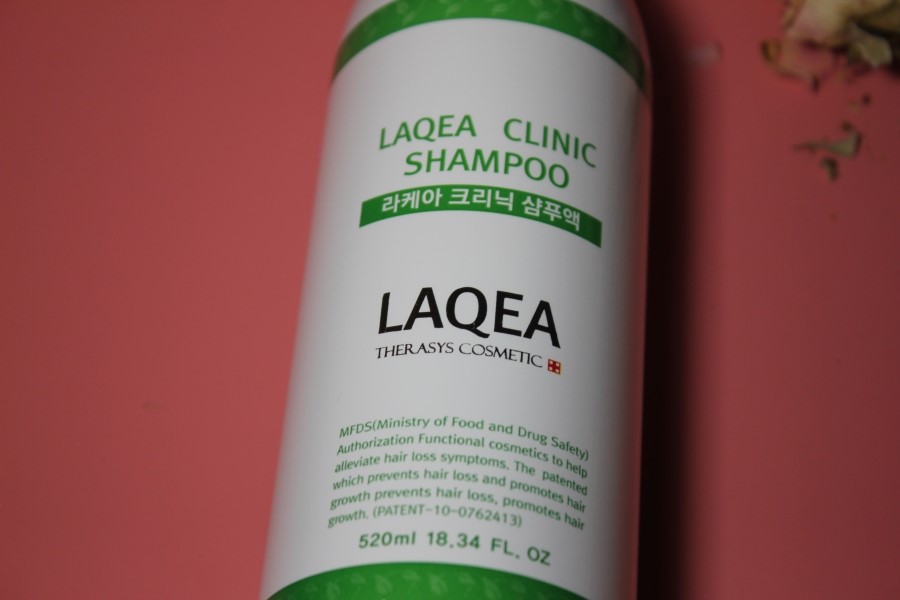 LAQEA CLINIC
SHAMPOO
라케아 크리닉 샴푸액
LAQEA
THERASYS COSMETIC
MFDS(Ministry of Food and Drug Safety)
Authorization Functional cosmetics to help
alleviate hair loss symptoms. The patented
which prevents hair loss and promotes hair
growth prevents hair loss, promotes hair
growth. (PATENT-10-0762413)
520ml 18.34 FL. OZ